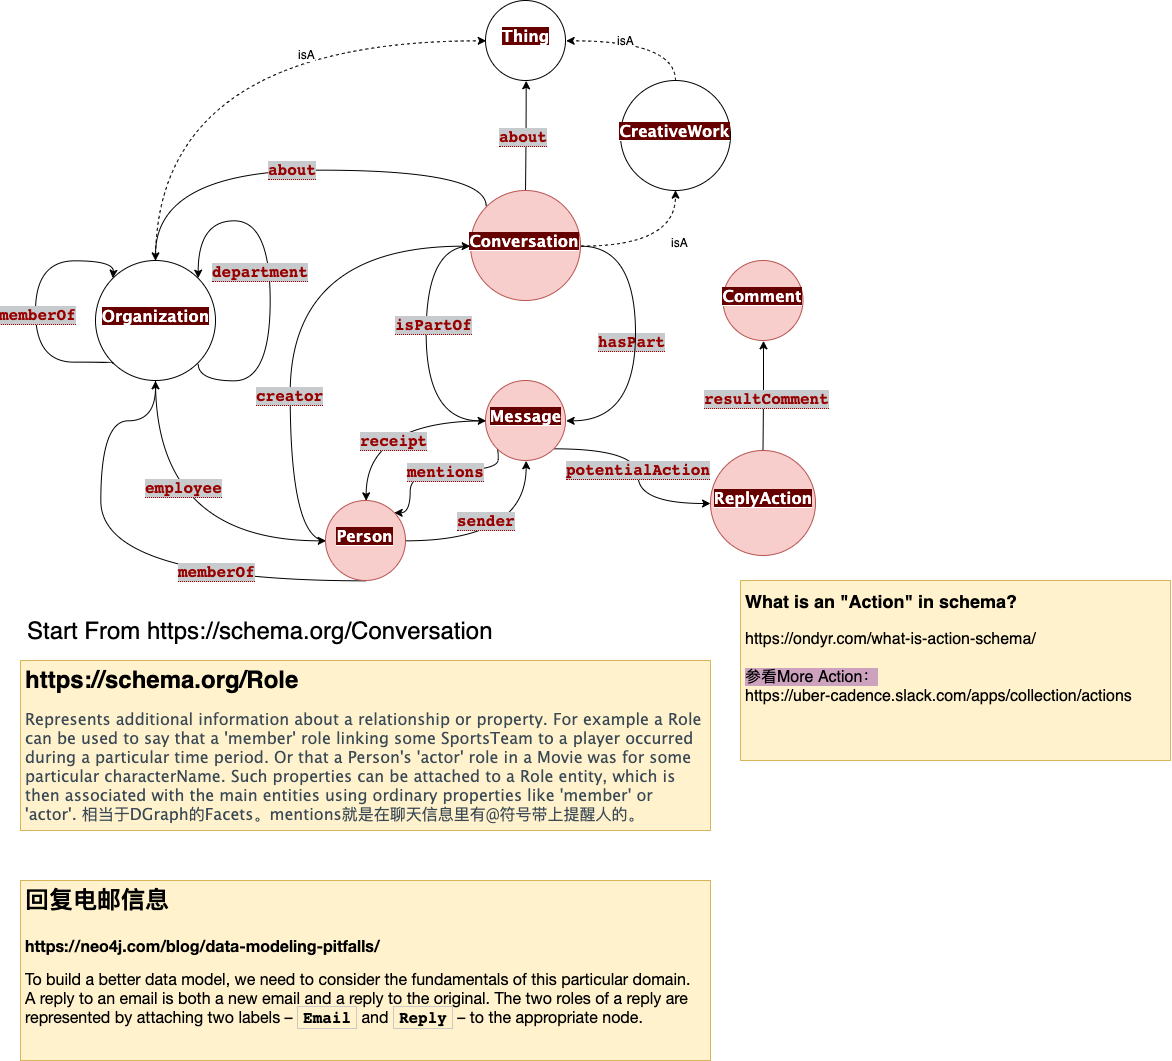 Thing
isA
isA
CreativeWork
about
about
Conversation
isA
department
memberOf
Organization
Comment
isPartOf
hasPart
creator
resultComment
Message
receipt
mentions
potentialAction
employee
ReplyAction
sender
Person
memberOf
What is an "Action" in schema?
https://ondyr.com/what-is-action-schema/
参看More Action：
https://uber-cadence.slack.com/apps/collection/actions
Start From https://schema.org/Conversation
https://schema.org/Role
Represents additional information about a relationship or property. For example a Role
can be used to say that a 'member' role linking some SportsTeam to a player occurred
during a particular time period. Or that a Person's 'actor' role in a Movie was for some
particular characterName. Such properties can be attached to a Role entity, which is
then associated with the main entities using ordinary properties like 'member' or
'actor'. 相当于DGraph的Facets。mentions就是在聊天信息里有@符号带上提醒人的。
回复电邮信息
https://neo4j.com/blog/data-modeling-pitfalls/
To build a better data model, we need to consider the fundamentals of this particular domain.
A reply to an email is both a new email and a reply to the original. The two roles of a reply are
represented by attaching two labels – Email and Reply – to the appropriate node.